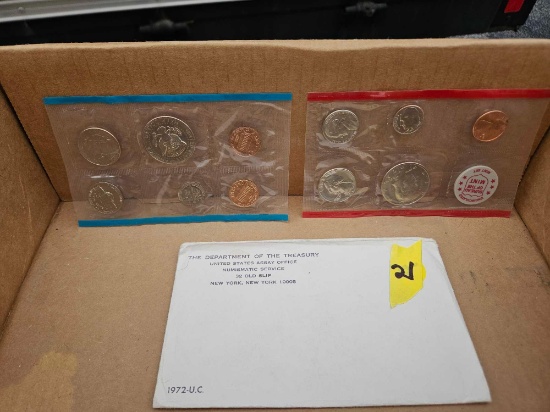 THE DEPARTMENT OF THE TREASURY
UNITED STATES ASSAY OFFICE
NUMISMATIC SERVICE
32 OLD SLIP
NEW YORK, NEW YORK 10005
2
1972-U.C.
MINT